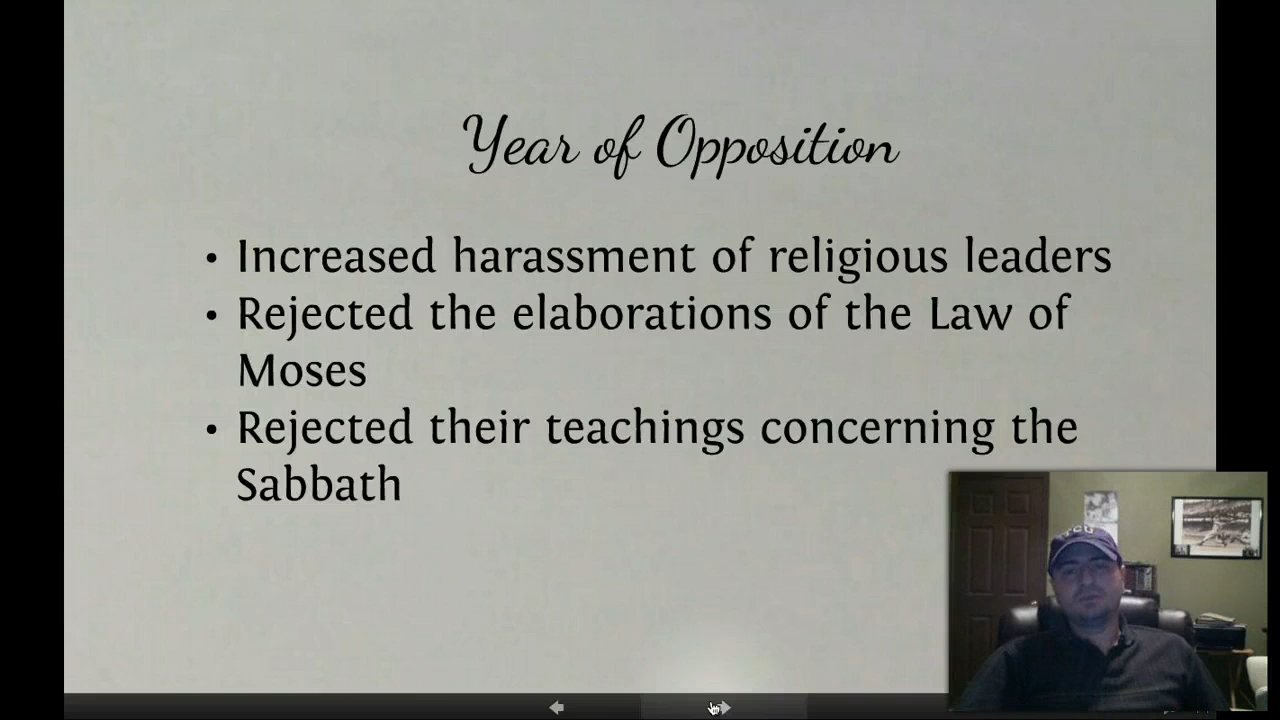 Year of Opposition
• Increased harassment of religious leaders
• Rejected the elaborations of the Law of
Moses
• Rejected their teachings concerning the
Sabbath
TCU